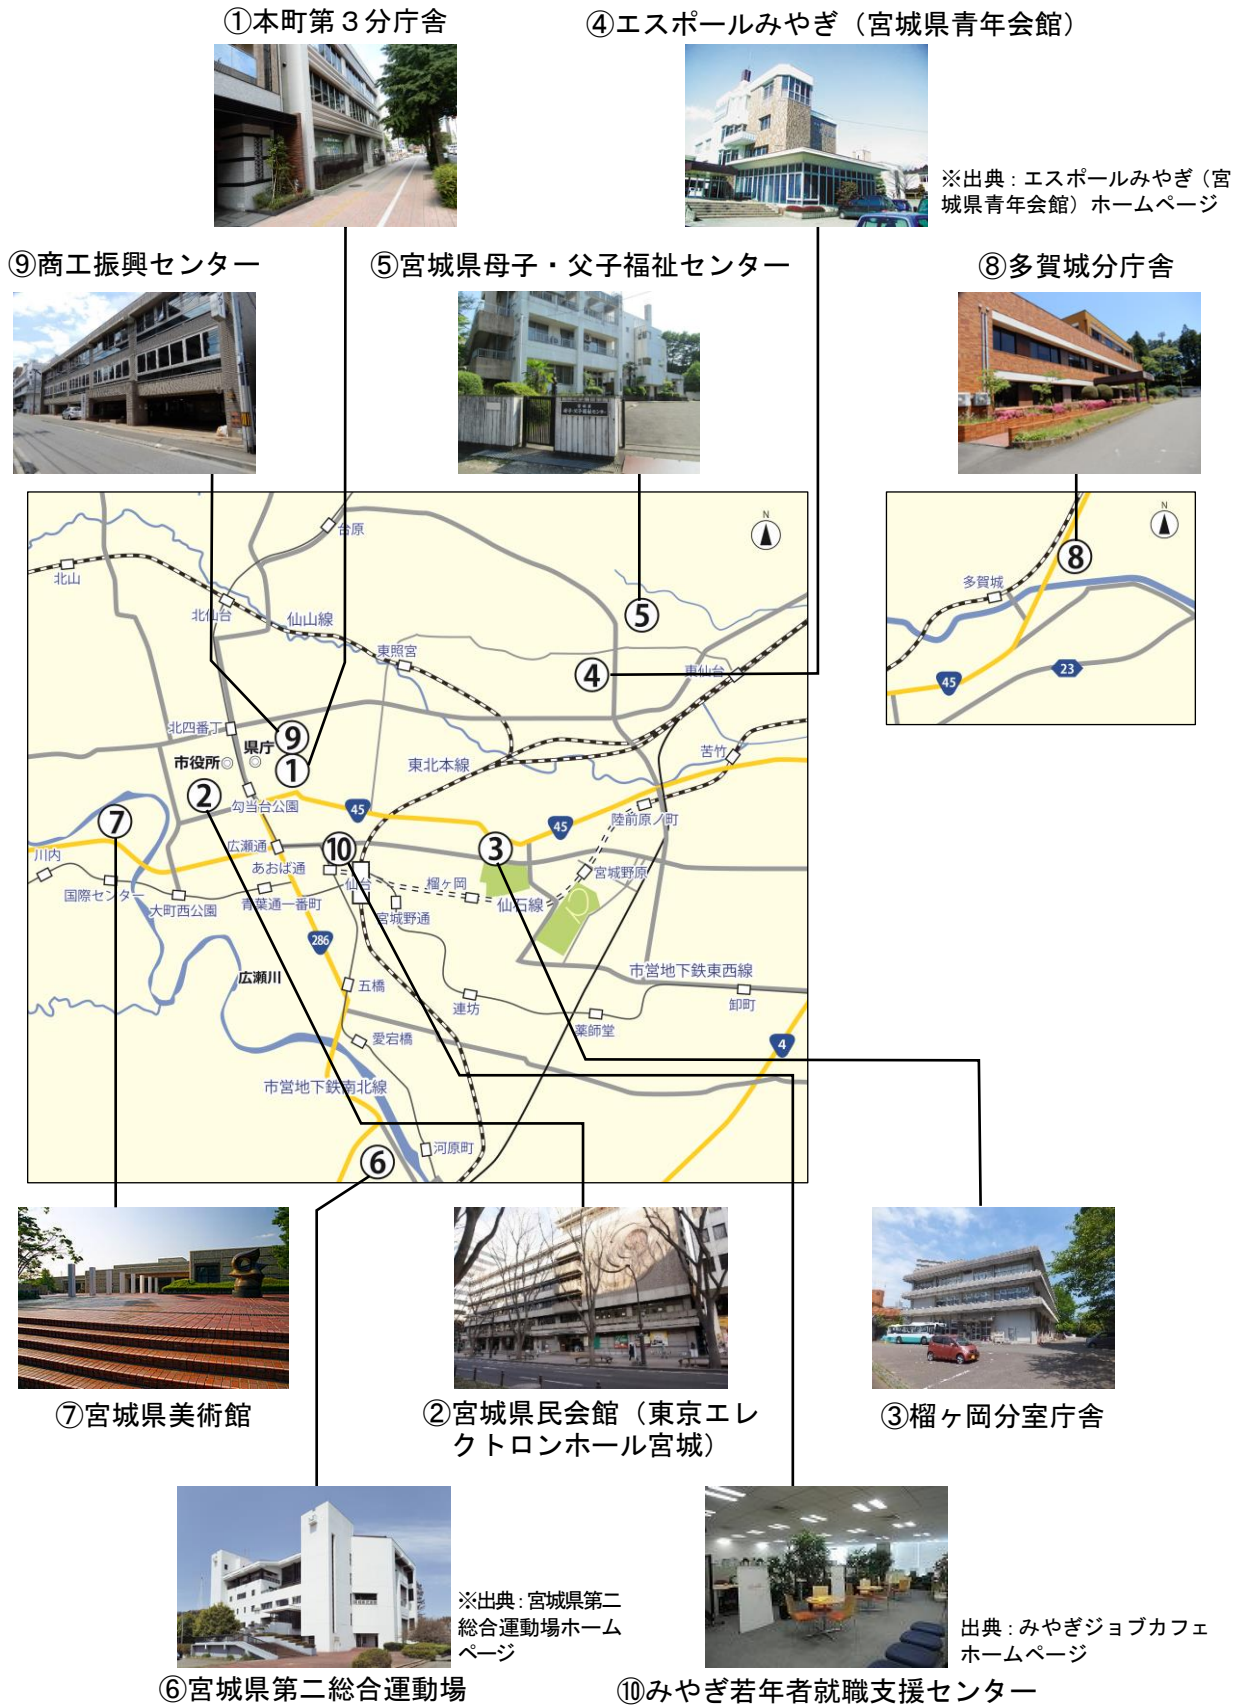 ①本町第３分庁舎
④エスポールみやぎ（宮城県青年会館）
※出典：エスポールみやぎ（宮
城県青年会館）ホームページ
⑨商工振興センター
⑤宮城県母子・父子福祉センター
⑧多賀城分庁舎
N
台原
北山
北仙台
仙山線
東照宮
⑤
④
東仙台
北四番丁
⑨
県庁
市役所
①
②
勾当台公園
東北本線
苦竹
45
45
陸前原ノ町
⑦
広瀬通
⑩
③
川内
あおば通
仙台
榴ヶ岡
宮城野原
国際センター
大町西公園
青葉通一番町
宮城野通
仙石線
286
広瀬川
五橋
連坊
市営地下鉄東西線
卸町
薬師堂
愛宕橋
4
市営地下鉄南北線
河原町
⑥
N
⑧
多賀城
45
23
⑦宮城県美術館
②宮城県民会館（東京エレ
クトロンホール宮城）
③榴ヶ岡分室庁舎
※出典：宮城県第二
総合運動場ホーム
ページ
⑥宮城県第二総合運動場
出典：みやぎジョブカフェ
ホームページ
⑩みやぎ若年者就職支援センター